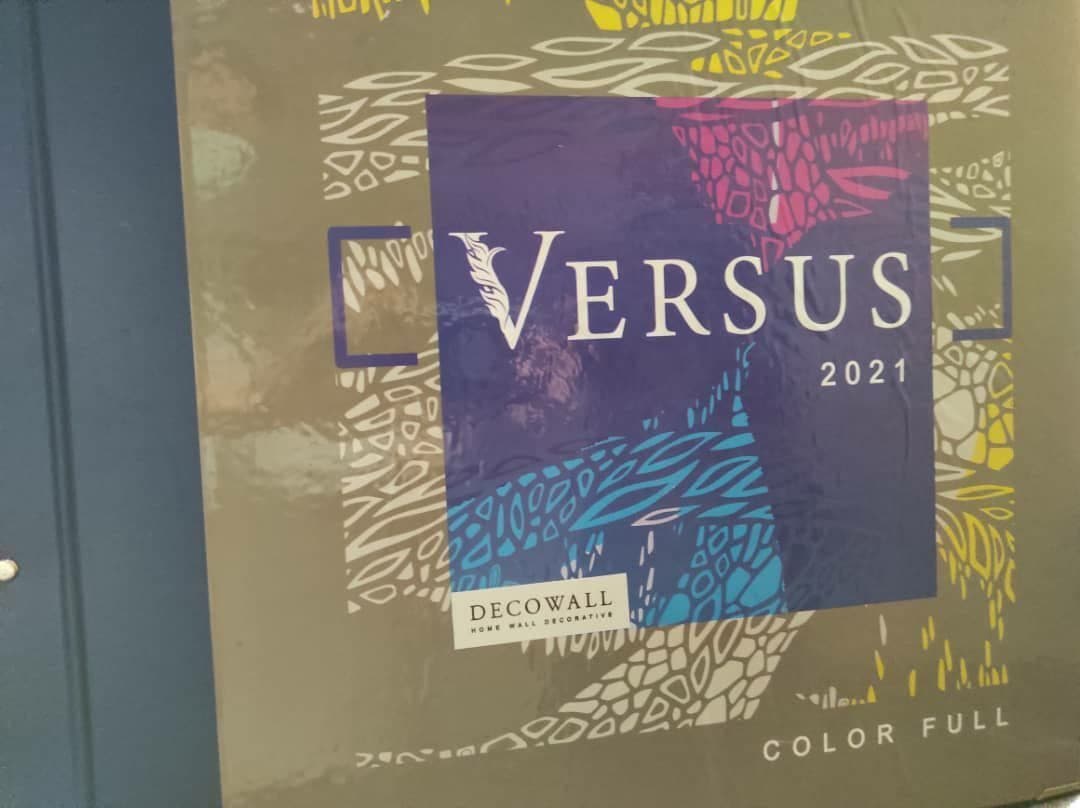 VERSUS
2021
DECOWALL
HOME WALL DECORATIVE
COLOR FULL